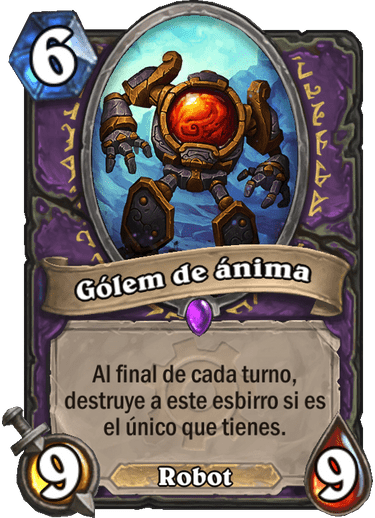 6
Gólem de ánima
Al final de cada turno,
destruye a este esbirro si es
el único que tienes.
9
Robot
9